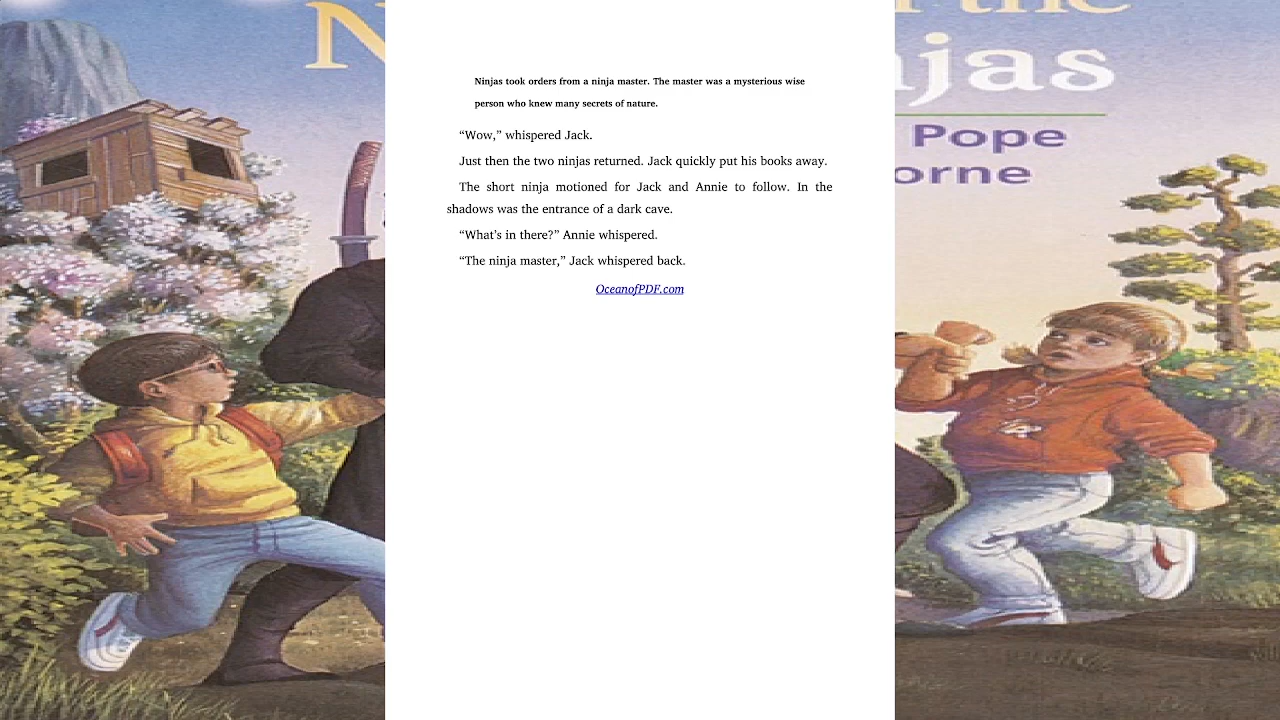 N
n the
njas
Pope
orne
Ninjas took orders from a ninja master. The master was a mysterious wise
person who knew many secrets of nature.
“Wow,” whispered Jack.
Just then the two ninjas returned. Jack quickly put his books away.
The short ninja motioned for Jack and Annie to follow. In the
shadows was the entrance of a dark cave.
“What’s in there?” Annie whispered.
“The ninja master,” Jack whispered back.
OceanofPDF.com